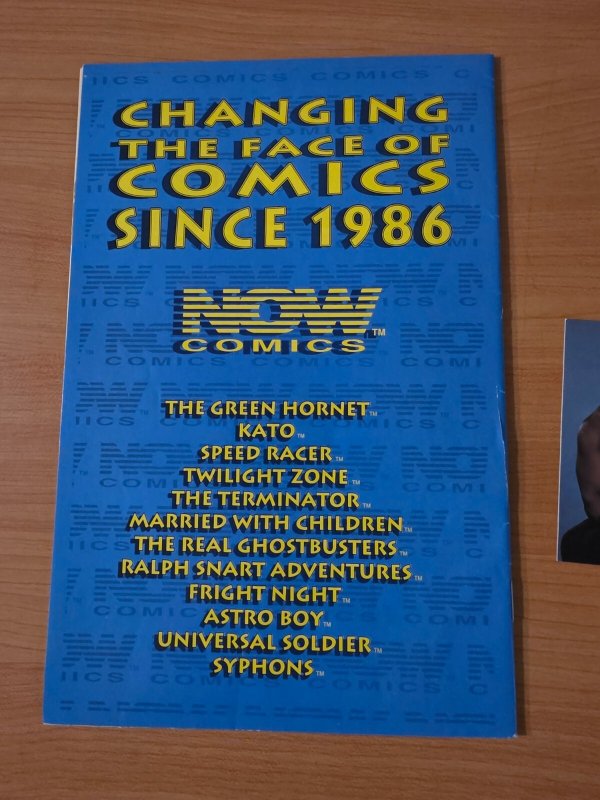 CHANGING
THE FACE OF
COMICS
SINCE 1986
NOW™
COMICS
THE GREEN HORNET™
KATO™
SPEED RACER™
TWILIGHT ZONE™
THE TERMINATOR™
MARRIED WITH CHILDREN™
THE REAL GHOSTBUSTERS™
RALPH SNART ADVENTURES™
FRIGHT NIGHT™
ASTRO BOY™
UNIVERSAL SOLDIER™
SYPHONS™